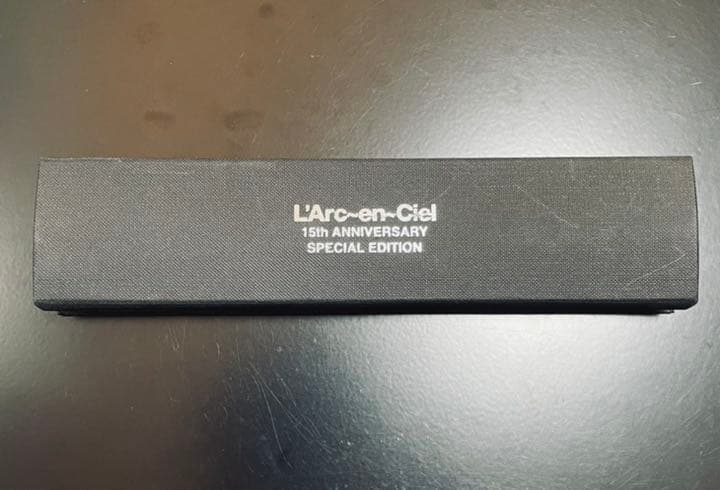 L'Arc~en~Ciel
15th ANNIVERSARY
SPECIAL EDITION